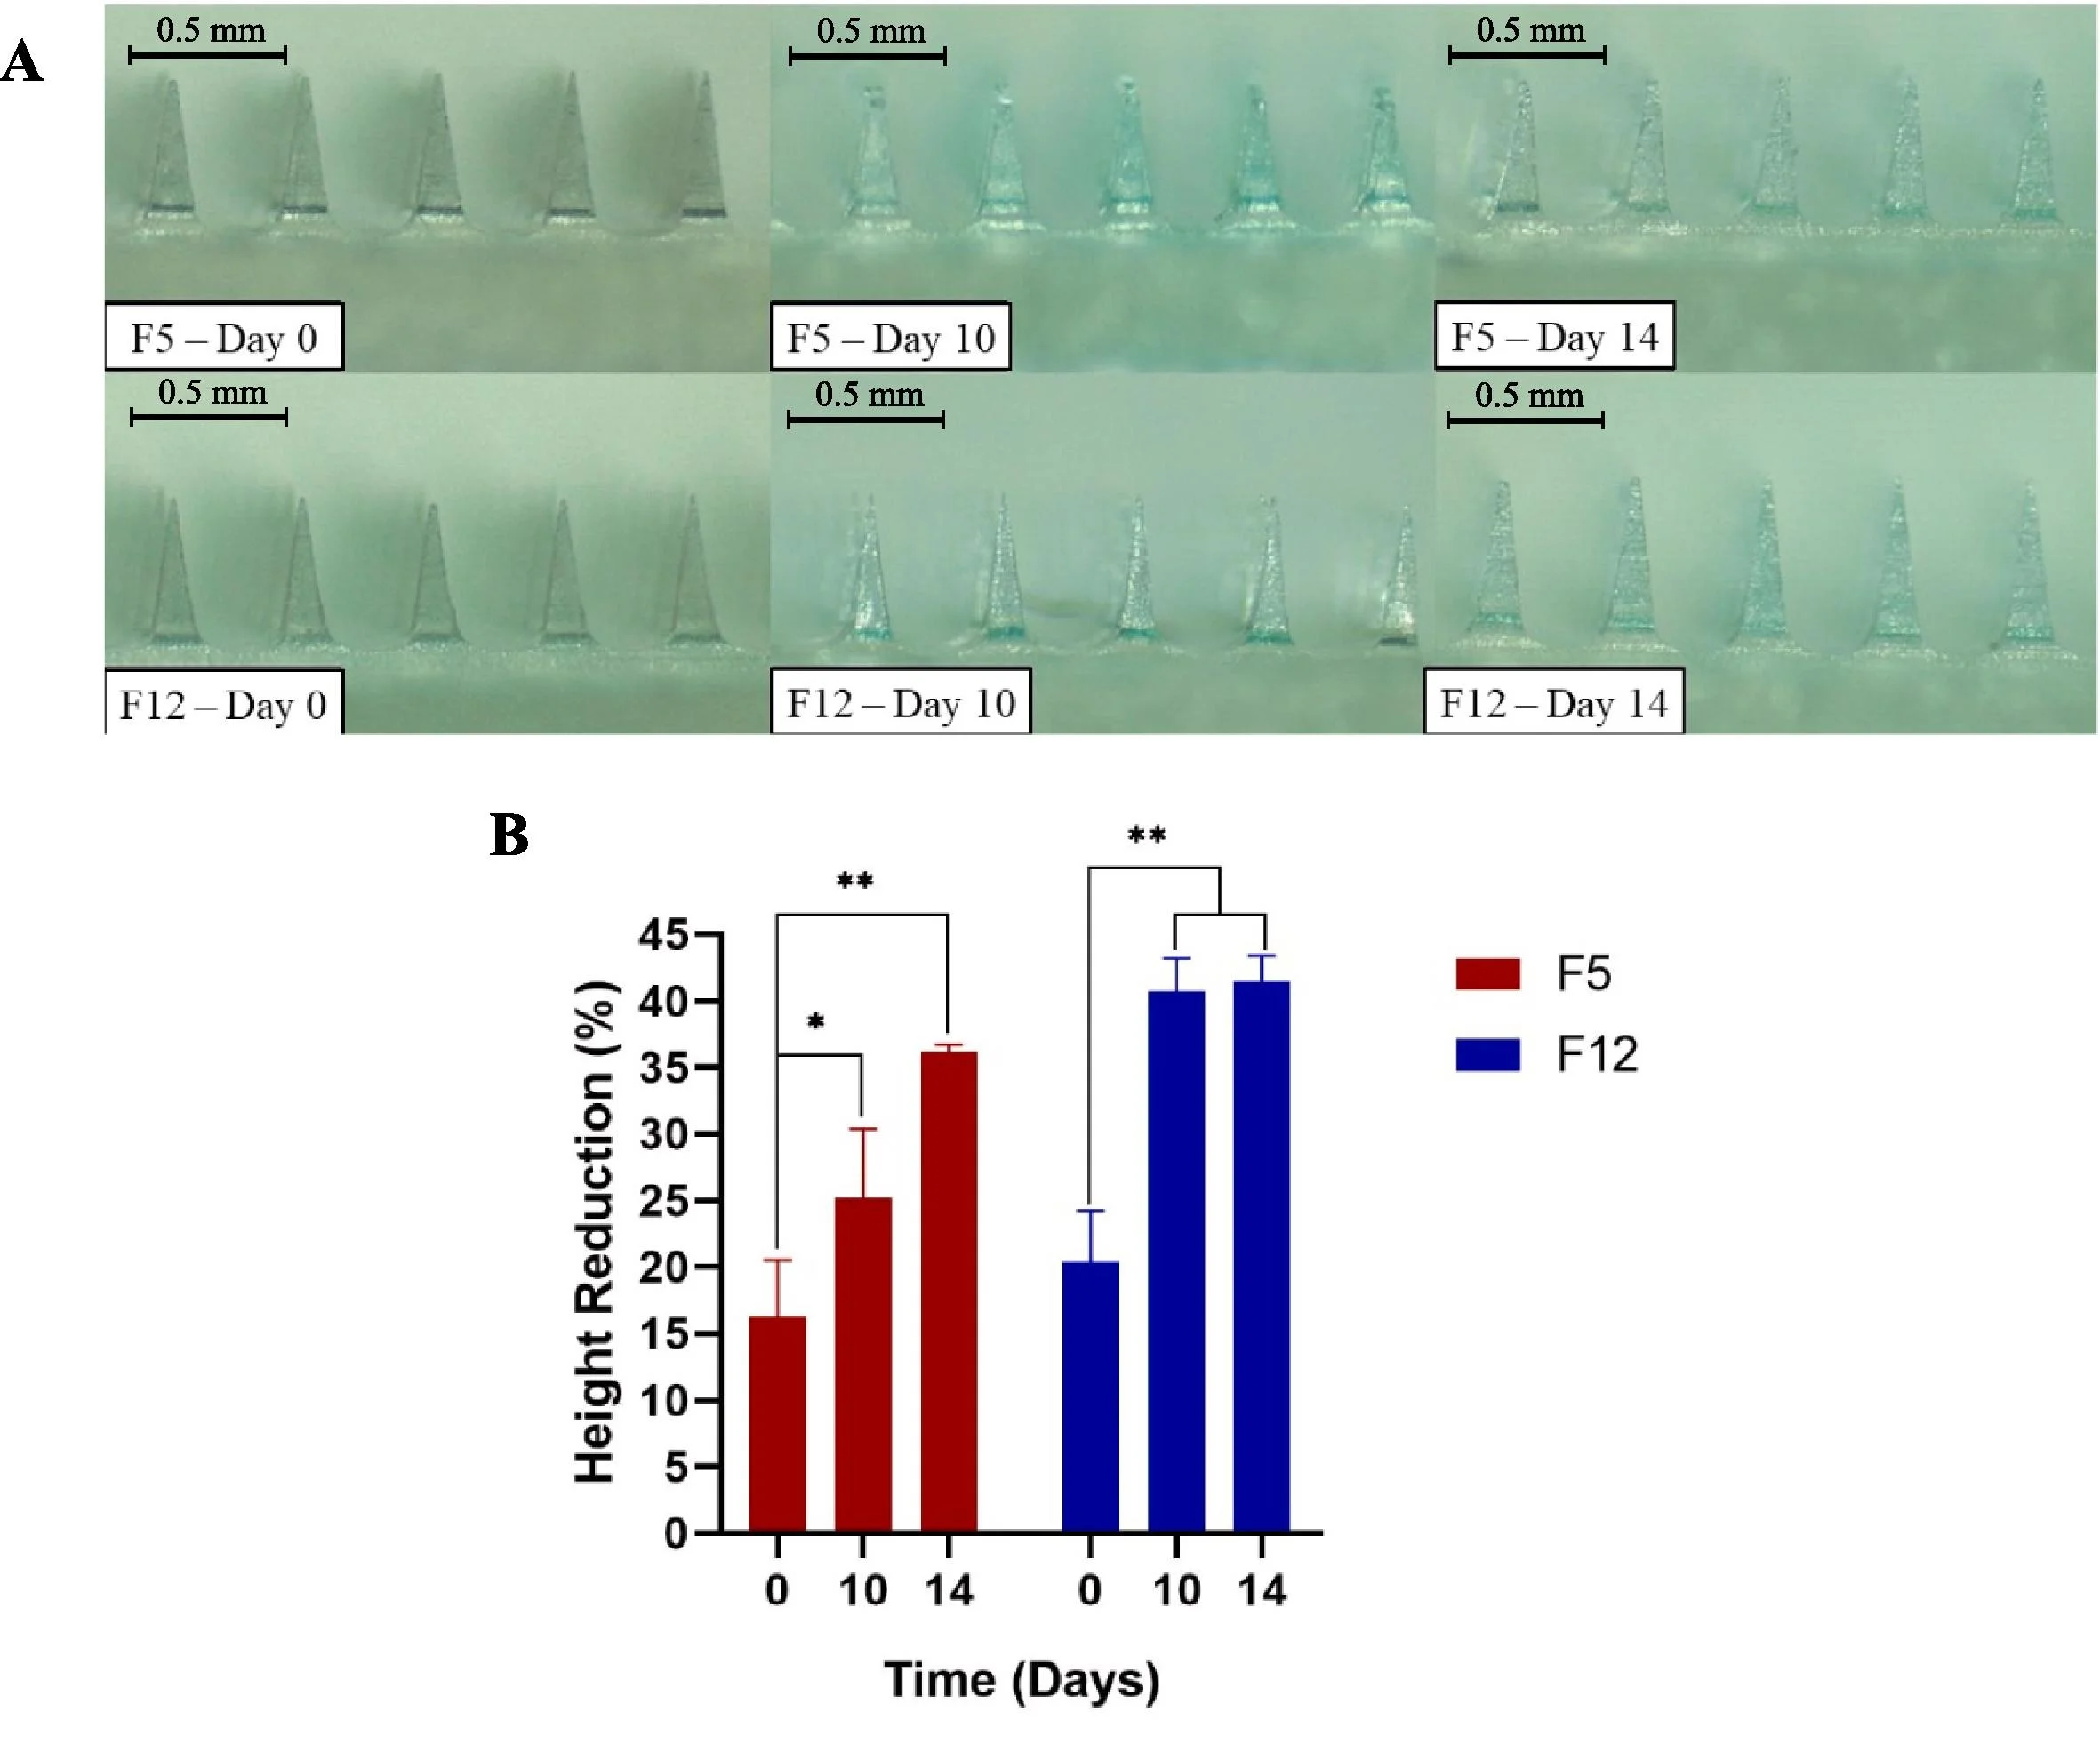 A
0.5 mm
0.5 mm
0.5 mm
F5 – Day 0
F5 – Day 10
F5 – Day 14
0.5 mm
0.5 mm
0.5 mm
F12 – Day 0
F12 – Day 10
F12 – Day 14
B
**
**
*
45
40
35
30
25
20
15
10
5
0
Height Reduction (%)
0 10 14 0 10 14
Time (Days)
F5
F12